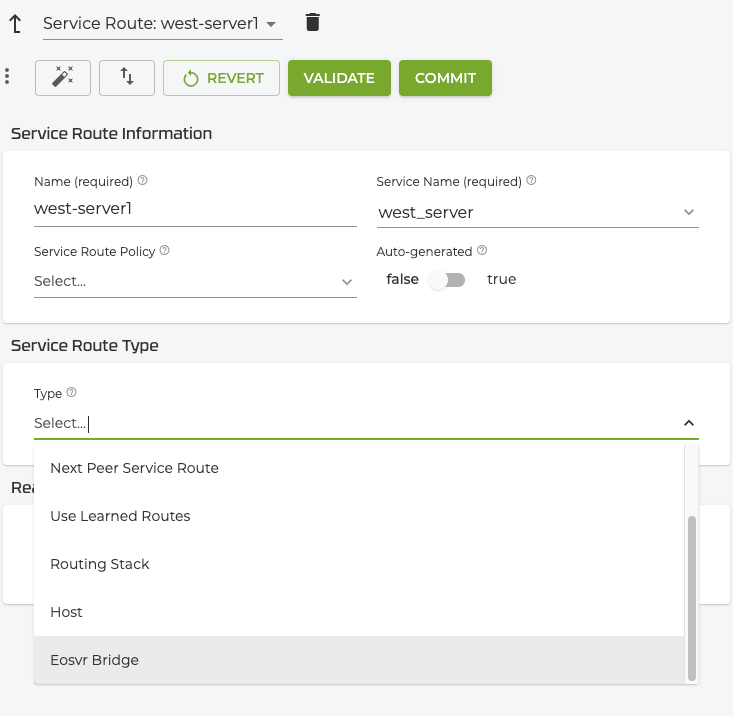 Service Route: west-server1
REVERT
VALIDATE
COMMIT
Service Route Information
Name (required)
Service Name (required)
west-server1
west_server
Service Route Policy
Auto-generated
Select...
false
true
Service Route Type
Type
Select...
Rea
Next Peer Service Route
Use Learned Routes
Routing Stack
Host
Eosvr Bridge